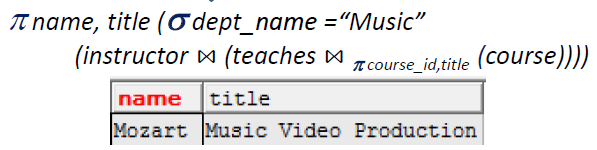 π name, title (σ dept_name =“Music”
(instructor ⋈ (teaches ⋈ π course_id,title (course))))
name title
Mozart Music Video Production